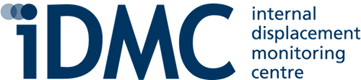 iDMC
internal
displacement
monitoring
centre